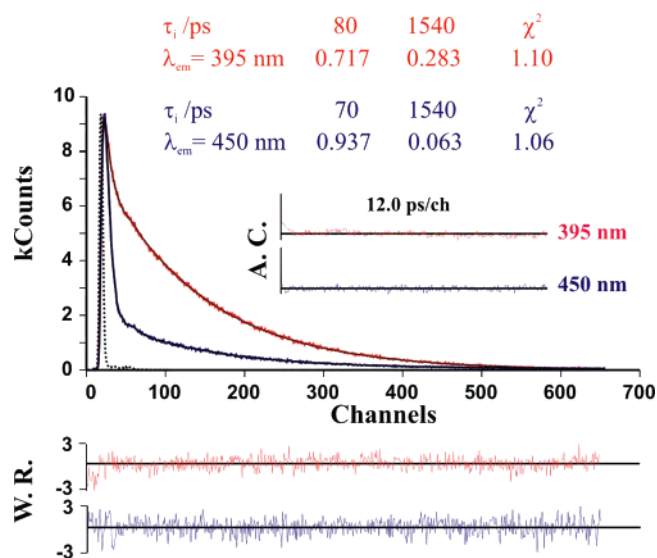 τi /ps 80 1540 χ²
λem= 395 nm 0.717 0.283 1.10
τi /ps 70 1540 χ²
λem= 450 nm 0.937 0.063 1.06
10
8
6
4
2
0
kCounts
12.0 ps/ch
A. C.
395 nm
450 nm
0 100 200 300 400 500 600 700
Channels
W. R.
3
-3
3
-3